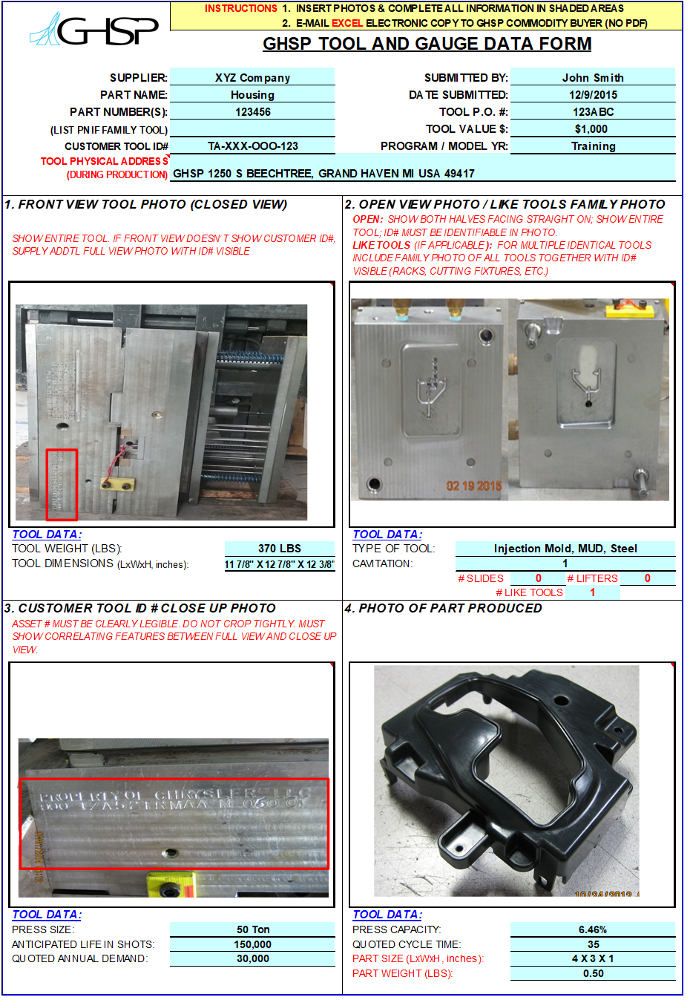 INSTRUCTIONS 1. INSERT PHOTOS & COMPLETE ALL INFORMATION IN SHADED AREAS
2. E-MAIL EXCEL ELECTRONIC COPY TO GHSP COMMODITY BUYER (NO PDF)
GHSP
GHSP TOOL AND GAUGE DATA FORM
SUPPLIER: XYZ Company SUBMITTED BY: John Smith
PART NAME: Housing DATE SUBMITTED: 12/9/2015
PART NUMBER(S): 123456 TOOL P.O. #: 123ABC
(LIST PN IF FAMILY TOOL) TOOL VALUE $: $1,000
CUSTOMER TOOL ID# TA-XXX-OOO-123 PROGRAM / MODEL YR: Training
TOOL PHYSICAL ADDRESS
(DURING PRODUCTION) GHSP 1250 S BEECHTREE, GRAND HAVEN MI USA 49417
1. FRONT VIEW TOOL PHOTO (CLOSED VIEW)
SHOW ENTIRE TOOL. IF FRONT VIEW DOESN'T SHOW CUSTOMER ID#,
SUPPLY ADDTL FULL VIEW PHOTO WITH ID# VISIBLE
2. OPEN VIEW PHOTO / LIKE TOOLS FAMILY PHOTO
OPEN: SHOW BOTH HALVES FACING STRAIGHT ON; SHOW ENTIRE
TOOL; ID# MUST BE IDENTIFIABLE IN PHOTO.
LIKE TOOLS (IF APPLICABLE): FOR MULTIPLE IDENTICAL TOOLS
INCLUDE FAMILY PHOTO OF ALL TOOLS TOGETHER WITH ID#
VISIBLE (RACKS, CUTTING FIXTURES, ETC.)
02 19 2015
TOOL DATA:
TOOL WEIGHT (LBS): 370 LBS
TOOL DIMENSIONS (LxWxH, inches): 11 7/8" X 12 7/8" X 12 3/8"
TOOL DATA:
TYPE OF TOOL: Injection Mold, MUD, Steel
CAVITATION: 1
# SLIDES 0 # LIFTERS 0
# LIKE TOOLS 1
3. CUSTOMER TOOL ID # CLOSE UP PHOTO
ASSET # MUST BE CLEARLY LEGIBLE. DO NOT CROP TIGHTLY. MUST
SHOW CORRELATING FEATURES BETWEEN FULL VIEW AND CLOSE UP
VIEW.
PROPERTY OF CHRYSLER LLC
4. PHOTO OF PART PRODUCED
10/24/2013
TOOL DATA:
PRESS SIZE: 50 Ton
ANTICIPATED LIFE IN SHOTS: 150,000
QUOTED ANNUAL DEMAND: 30,000
TOOL DATA:
PRESS CAPACITY: 6.46%
QUOTED CYCLE TIME: 35
PART SIZE (LxWxH, inches): 4 X 3 X 1
PART WEIGHT (LBS): 0.50